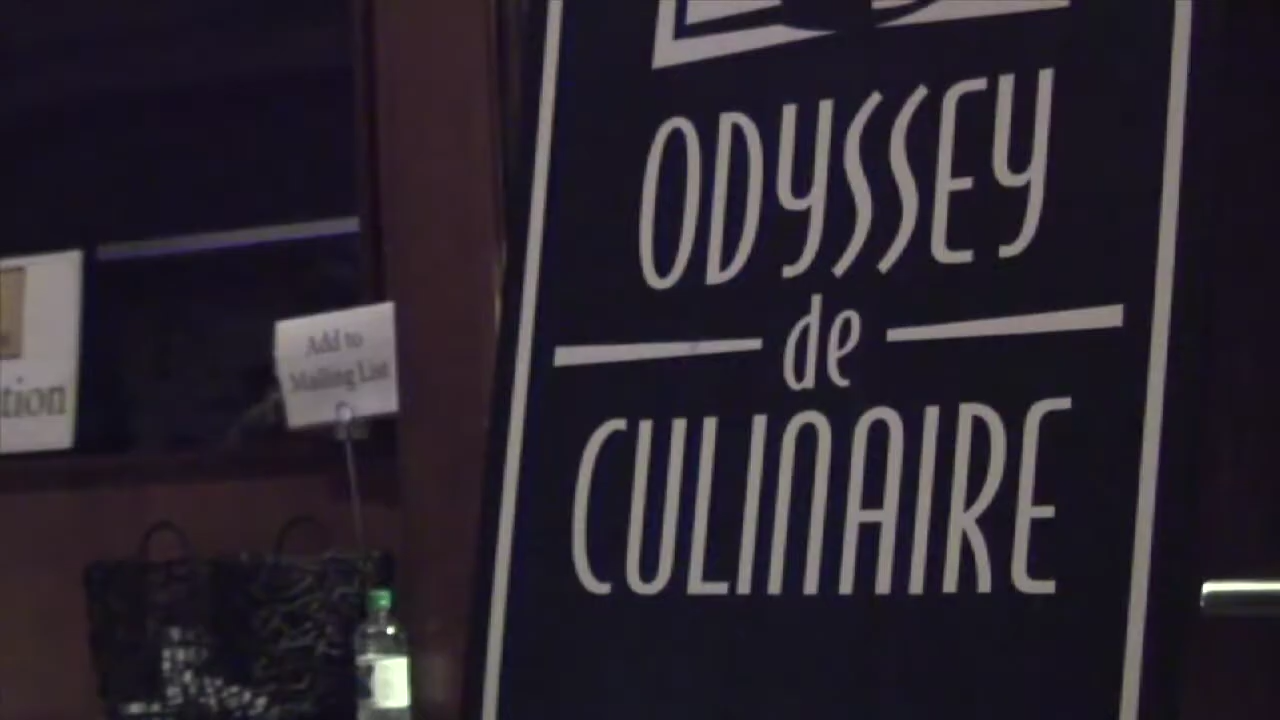 ODYSSEY
de
CULINAIRE
Add to
Mailing List
tion